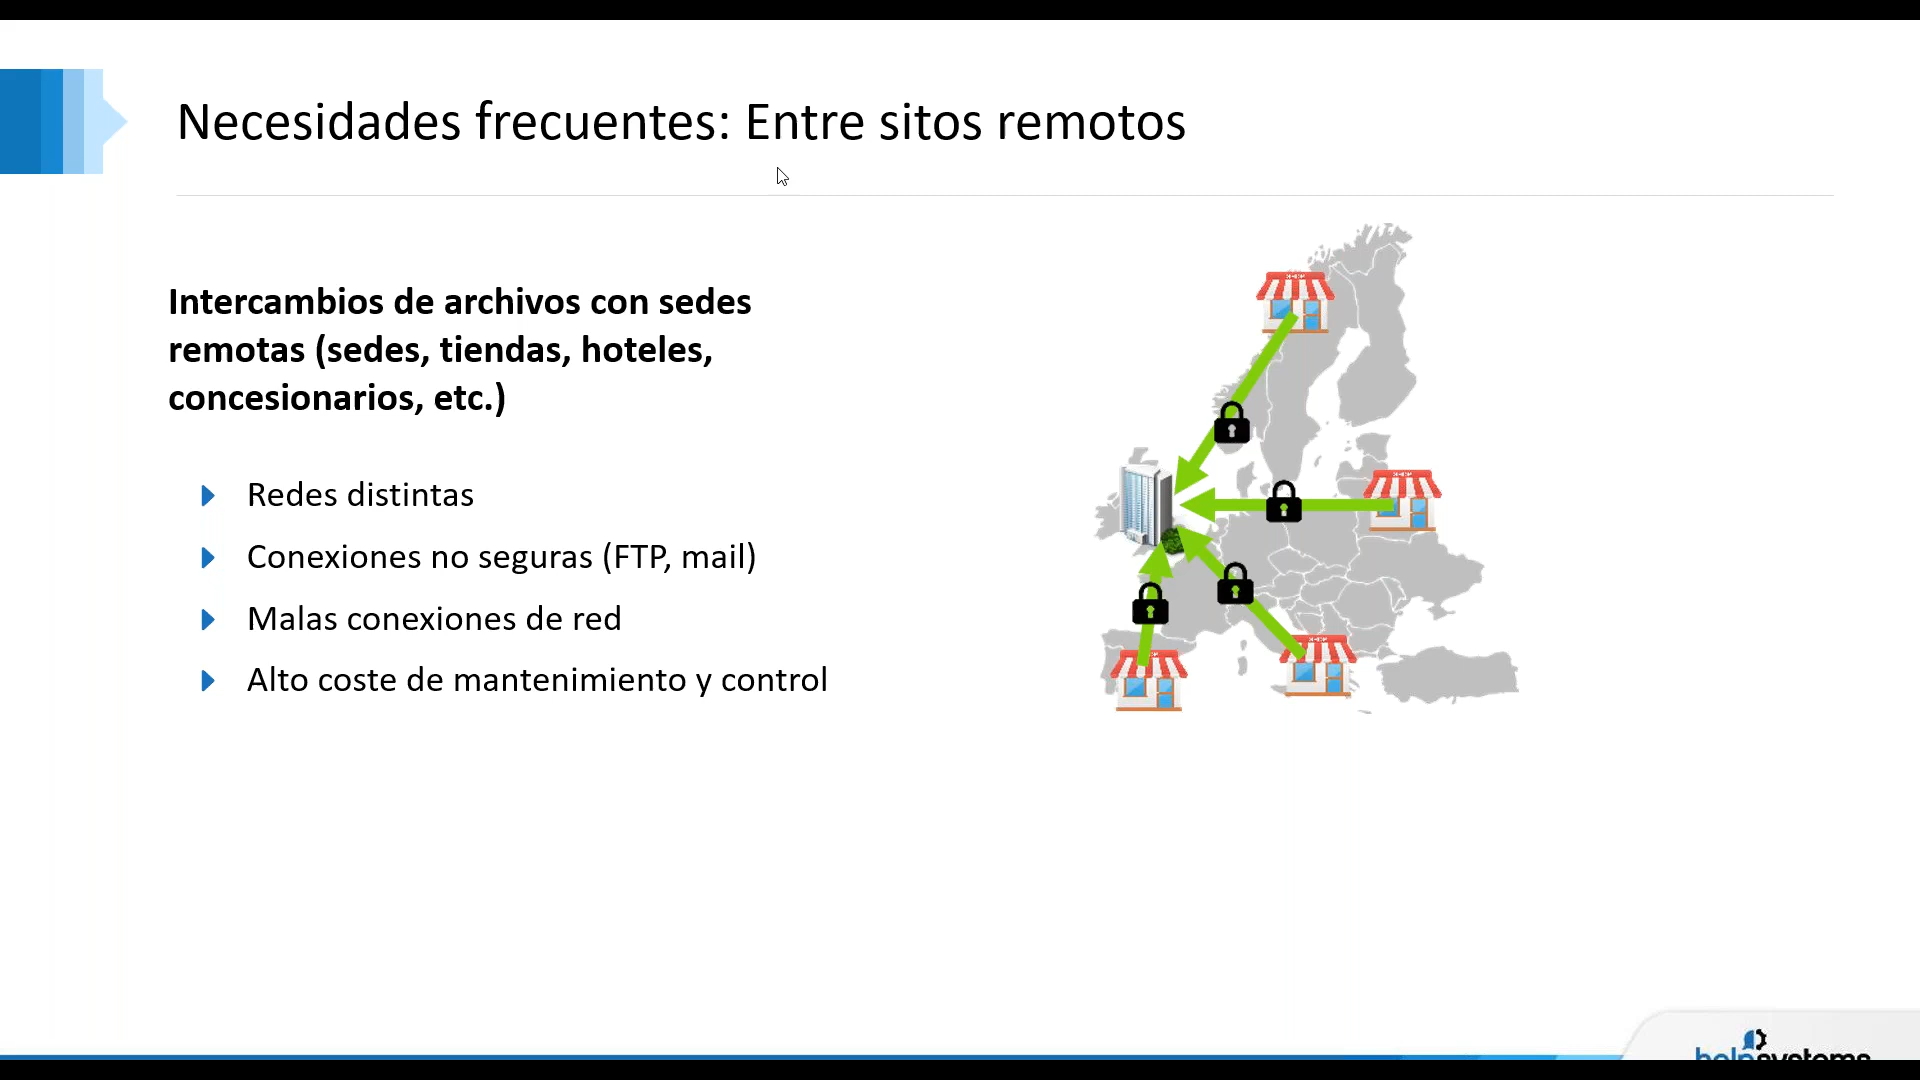 Necesidades frecuentes: Entre sitos remotos
Intercambios de archivos con sedes
remotas (sedes, tiendas, hoteles,
concesionarios, etc.)
Redes distintas
Conexiones no seguras (FTP, mail)
Malas conexiones de red
Alto coste de mantenimiento y control
helpsystems